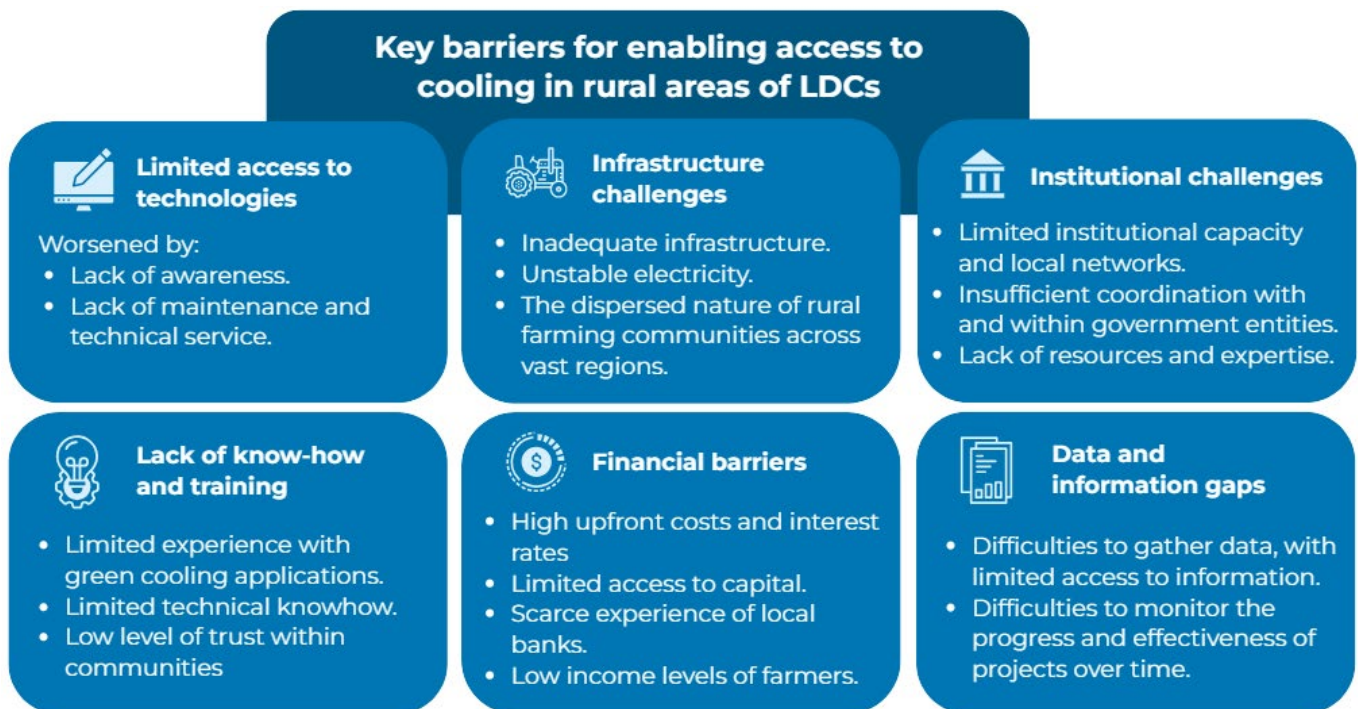 Key barriers for enabling access to
cooling in rural areas of LDCs
Limited access to
technologies
Worsened by:
• Lack of awareness.
• Lack of maintenance and
technical service.
Infrastructure
challenges
• Inadequate infrastructure.
• Unstable electricity.
• The dispersed nature of rural
farming communities across
vast regions.
Institutional challenges
• Limited institutional capacity
and local networks.
• Insufficient coordination with
and within government entities.
• Lack of resources and expertise.
Lack of know-how
and training
• Limited experience with
green cooling applications.
• Limited technical knowhow.
• Low level of trust within
communities
Financial barriers
• High upfront costs and interest
rates
• Limited access to capital.
• Scarce experience of local
banks.
• Low income levels of farmers.
Data and
information gaps
• Difficulties to gather data, with
limited access to information.
• Difficulties to monitor the
progress and effectiveness of
projects over time.